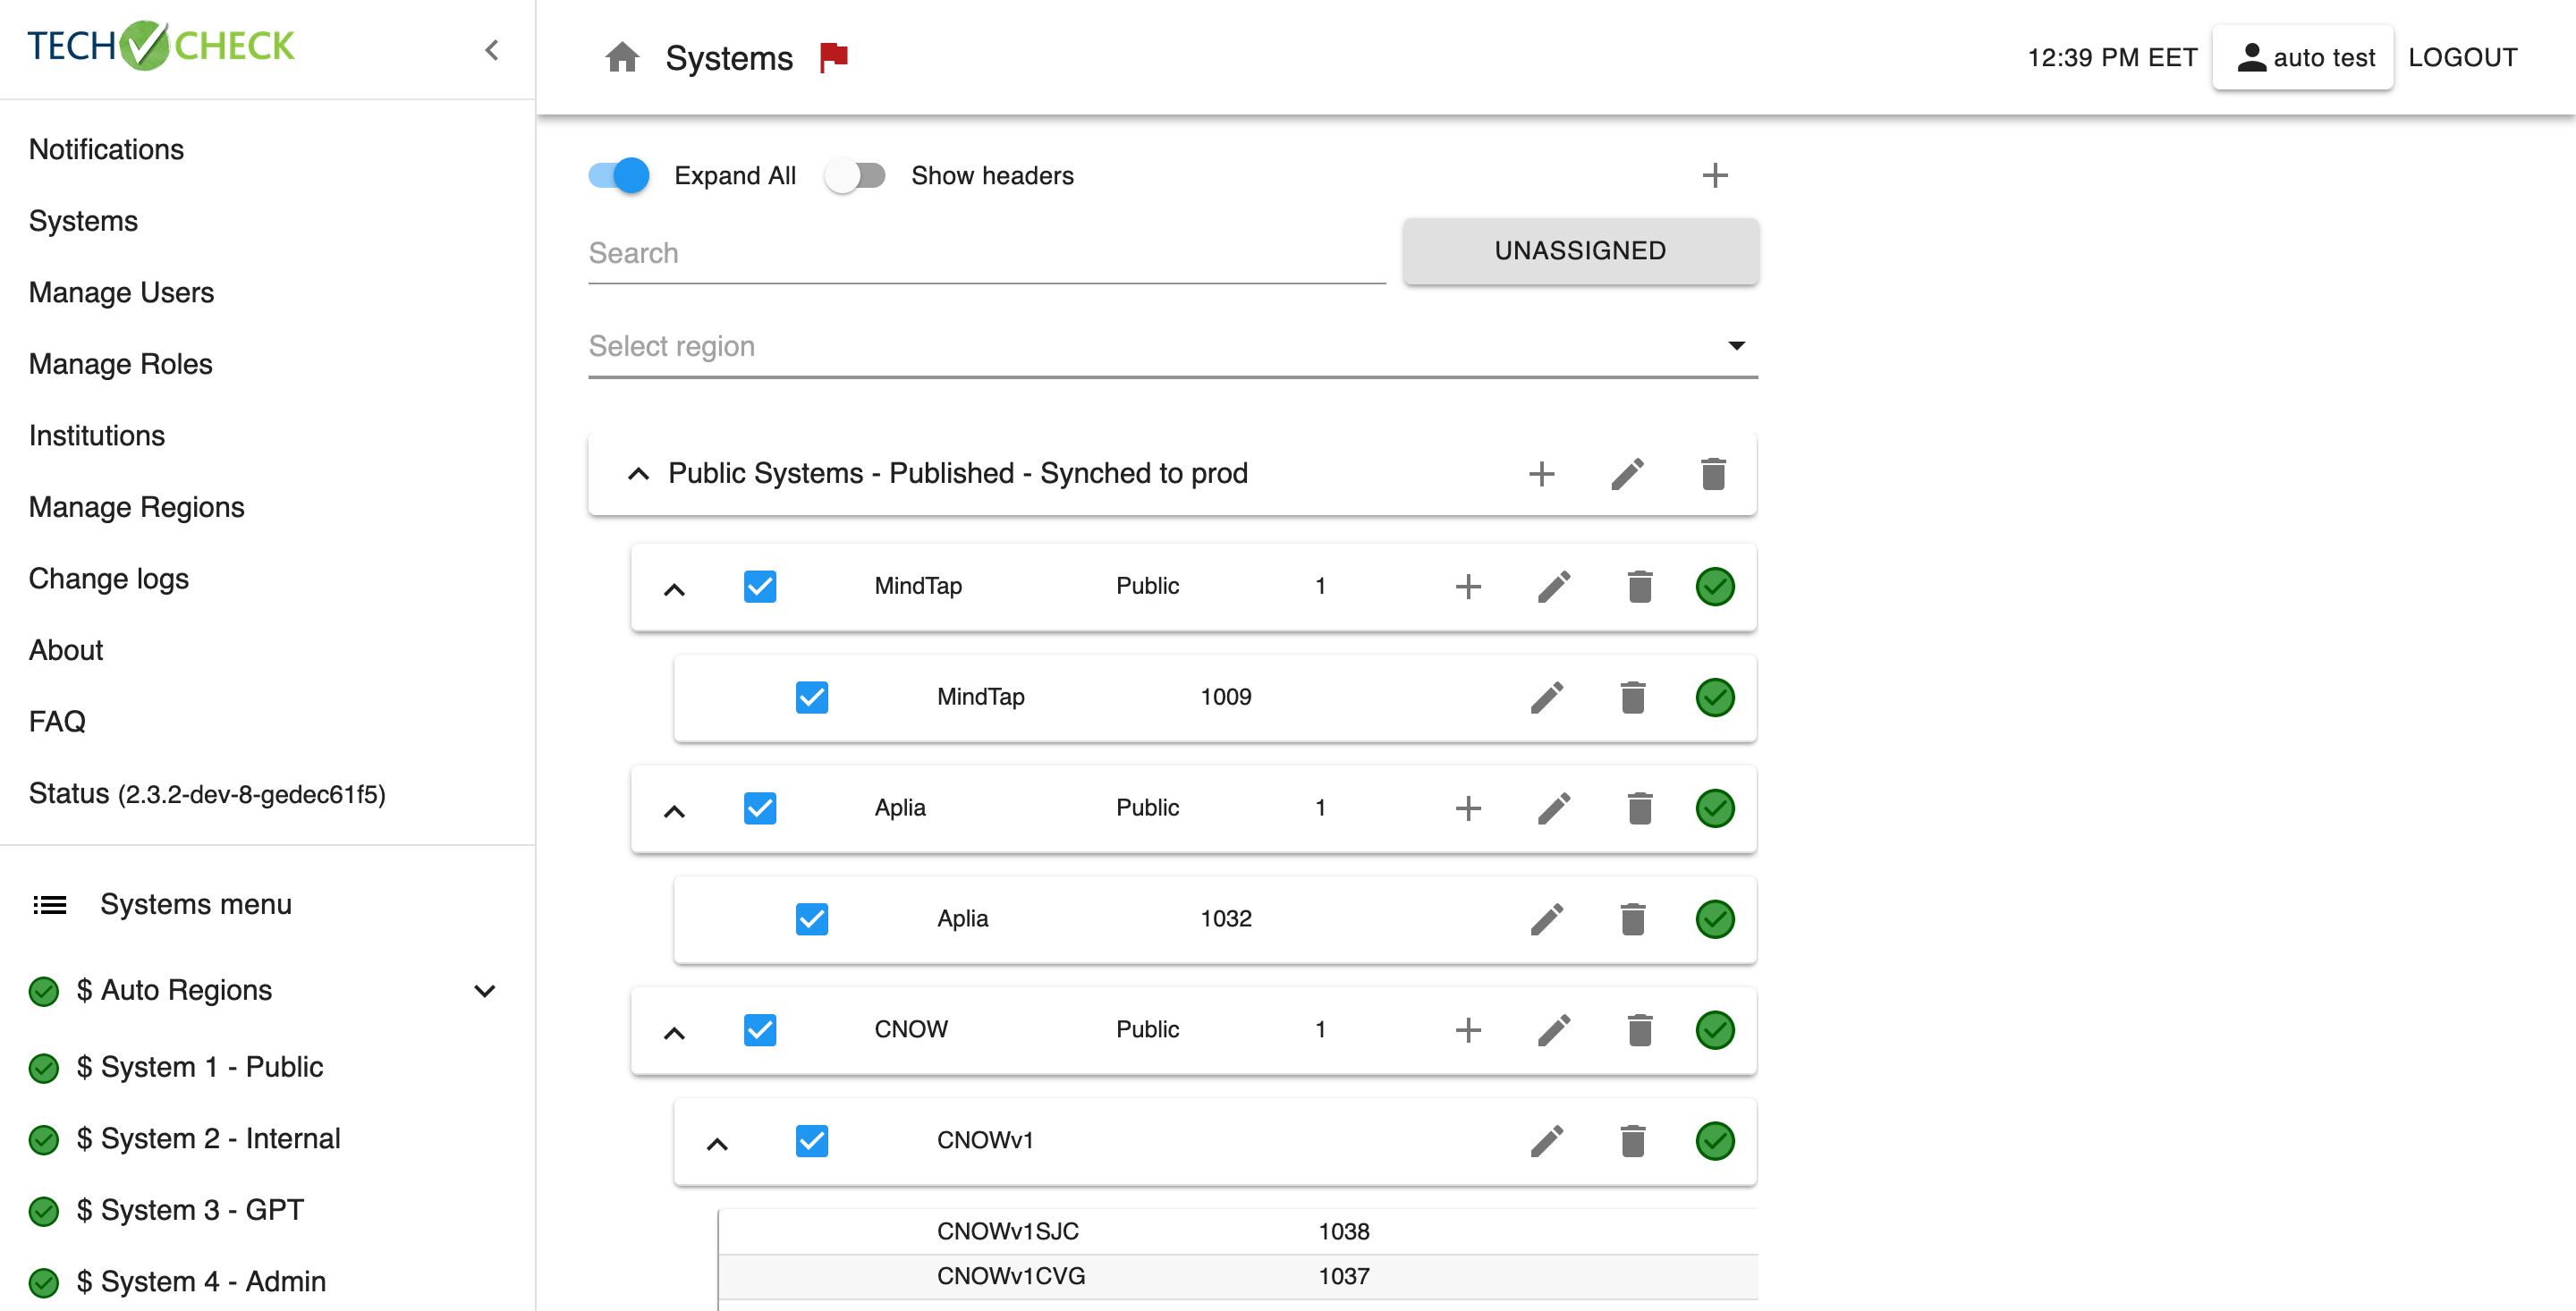 TECH CHECK
Notifications
Systems
Manage Users
Manage Roles
Institutions
Manage Regions
Change logs
About
FAQ
Status (2.3.2-dev-8-gedec61f5)
Systems menu
$ Auto Regions
$ System 1 - Public
$ System 2 - Internal
$ System 3 - GPT
$ System 4 - Admin
Systems
12:39 PM EET auto test LOGOUT
Expand All Show headers
Search UNASSIGNED
Select region
Public Systems - Published - Synched to prod
MindTap Public 1
MindTap 1009
Aplia Public 1
Aplia 1032
CNOW Public 1
CNOWv1
CNOWv1SJC 1038
CNOWv1CVG 1037